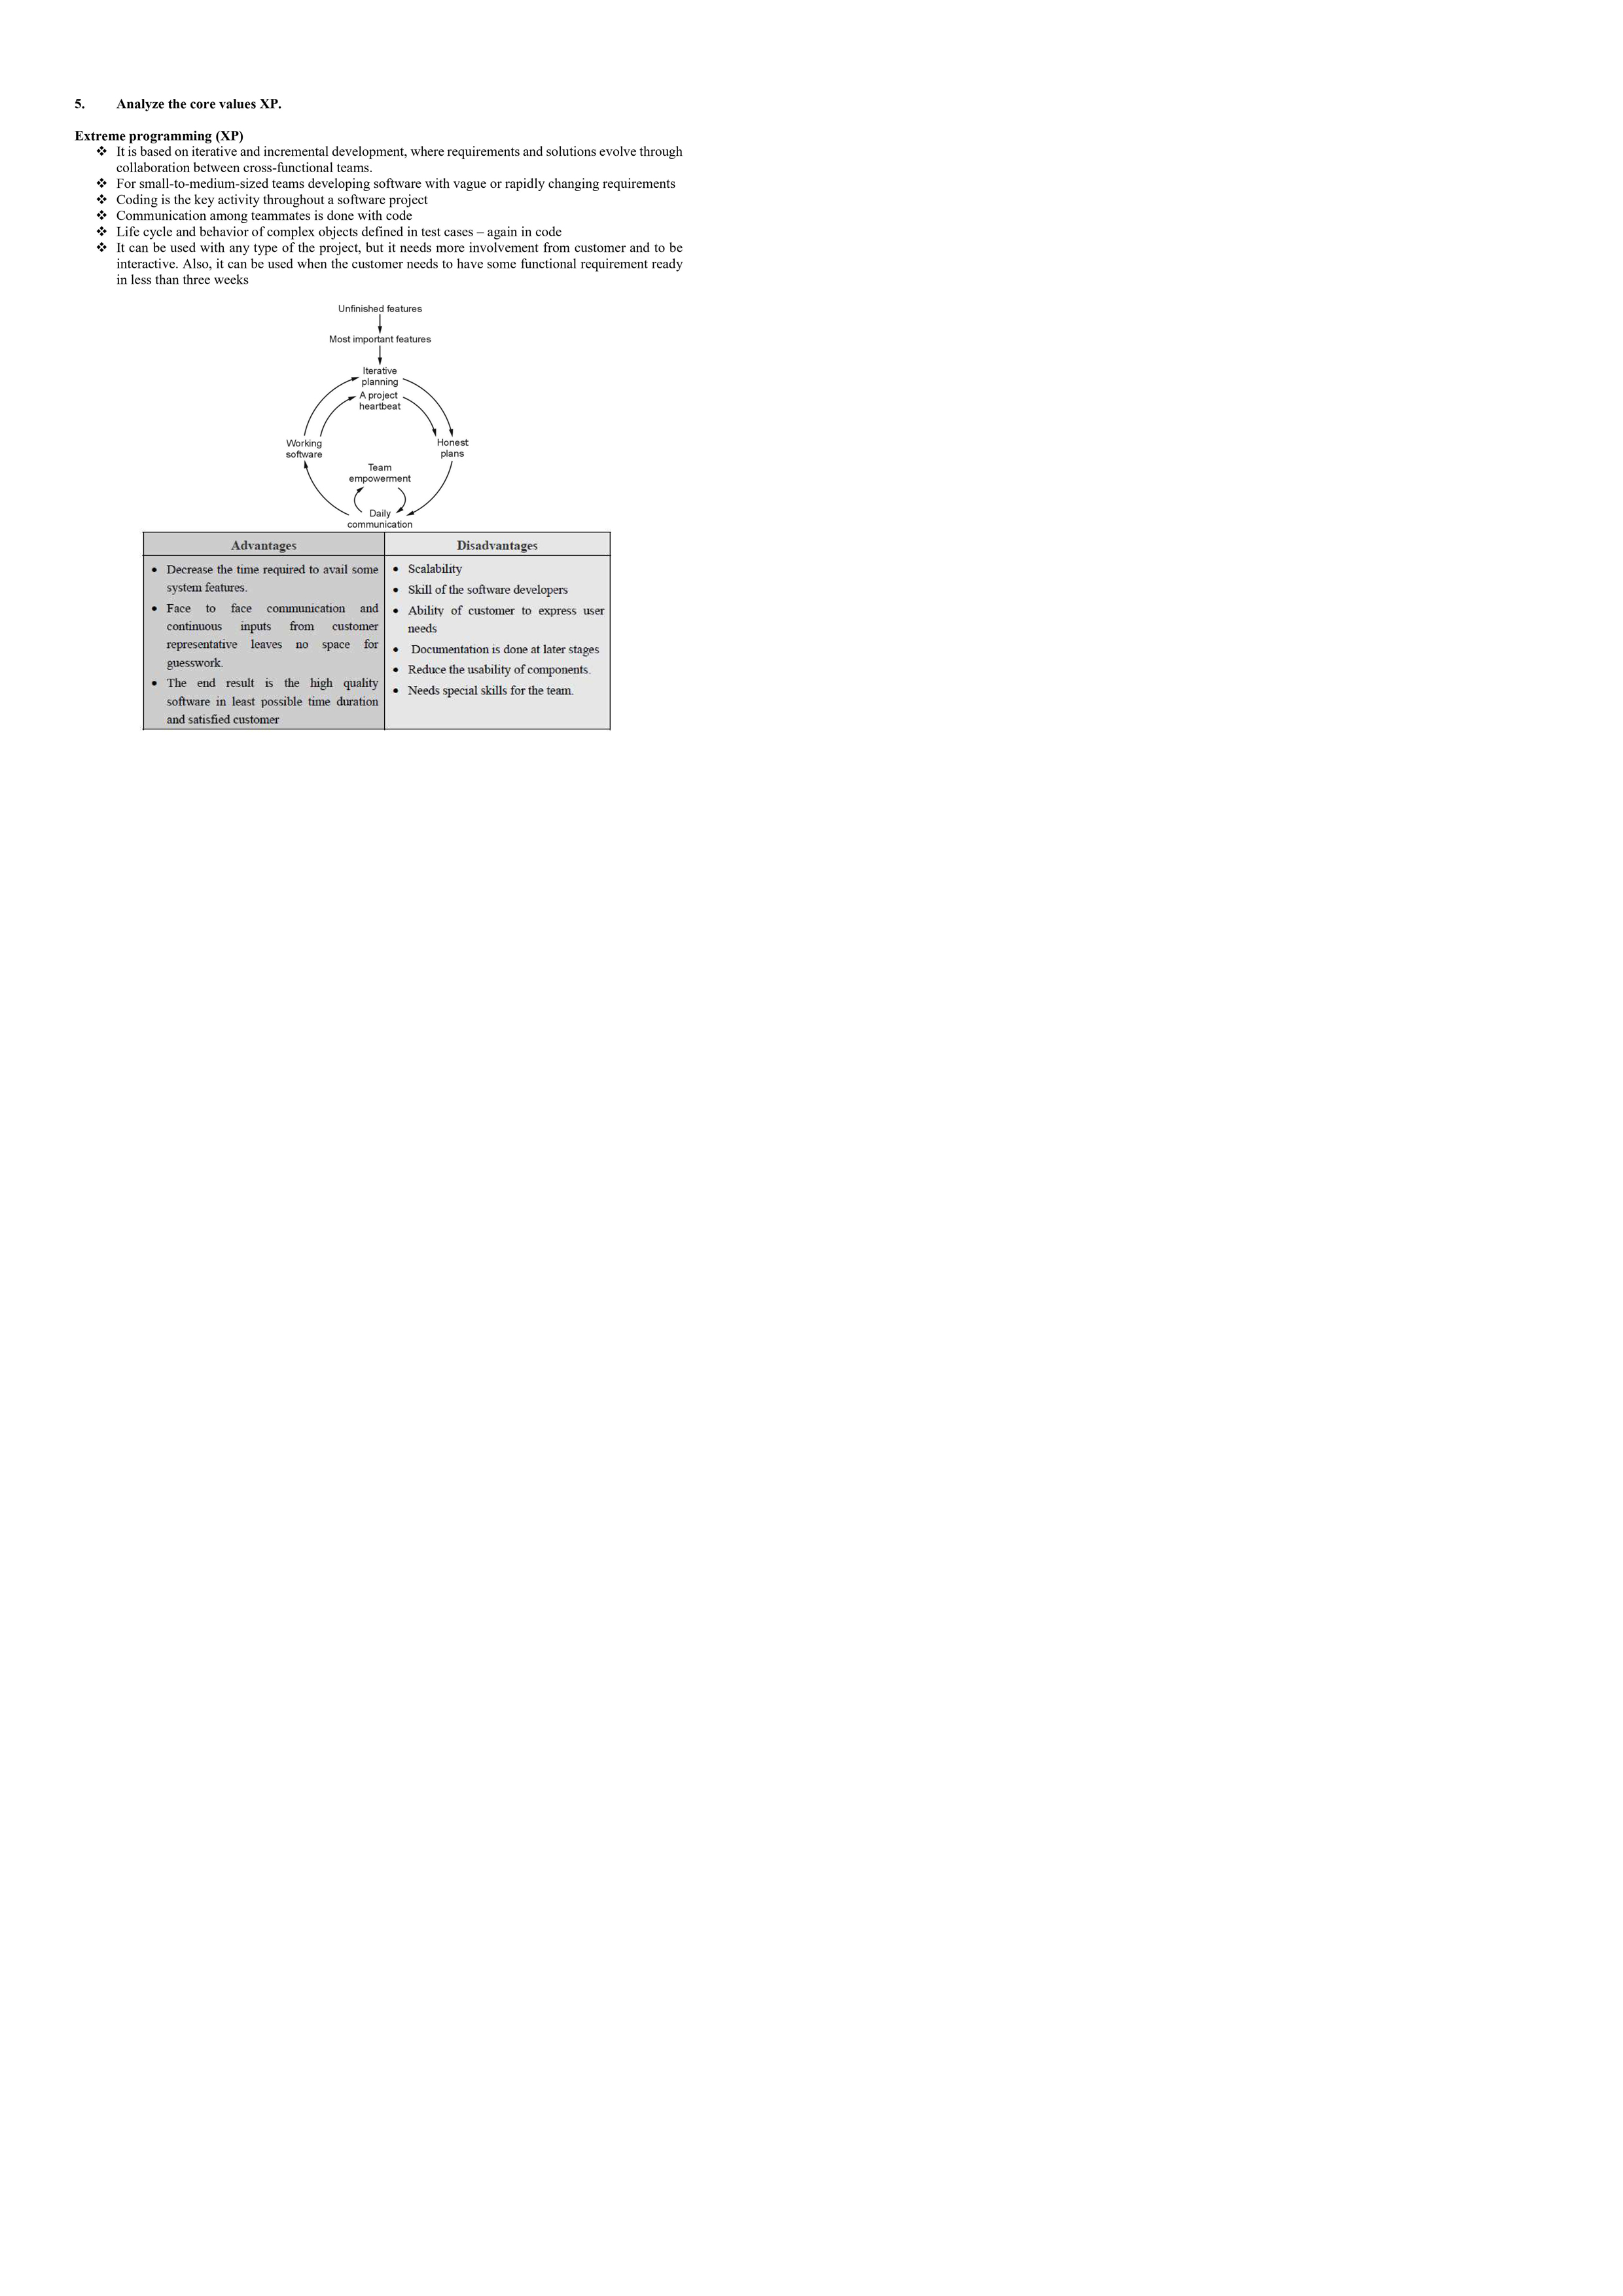 5. Analyze the core values XP.
Extreme programming (XP)
❖ It is based on iterative and incremental development, where requirements and solutions evolve through
collaboration between cross-functional teams.
❖ For small-to-medium-sized teams developing software with vague or rapidly changing requirements
❖ Coding is the key activity throughout a software project
❖ Communication among teammates is done with code
❖ Life cycle and behavior of complex objects defined in test cases – again in code
❖ It can be used with any type of the project, but it needs more involvement from customer and to be
interactive. Also, it can be used when the customer needs to have some functional requirement ready
in less than three weeks
Unfinished features
Most important features
Iterative
planning
A project
heartbeat
Working
software
Honest
plans
Team
empowerment
Daily
communication
Advantages
• Decrease the time required to avail some
system features.
• Face to face communication and
continuous inputs from customer
representative leaves no space for
guesswork.
• The end result is the high quality
software in least possible time duration
and satisfied customer
Disadvantages
• Scalability
• Skill of the software developers
• Ability of customer to express user
needs
• Documentation is done at later stages
• Reduce the usability of components.
• Needs special skills for the team.